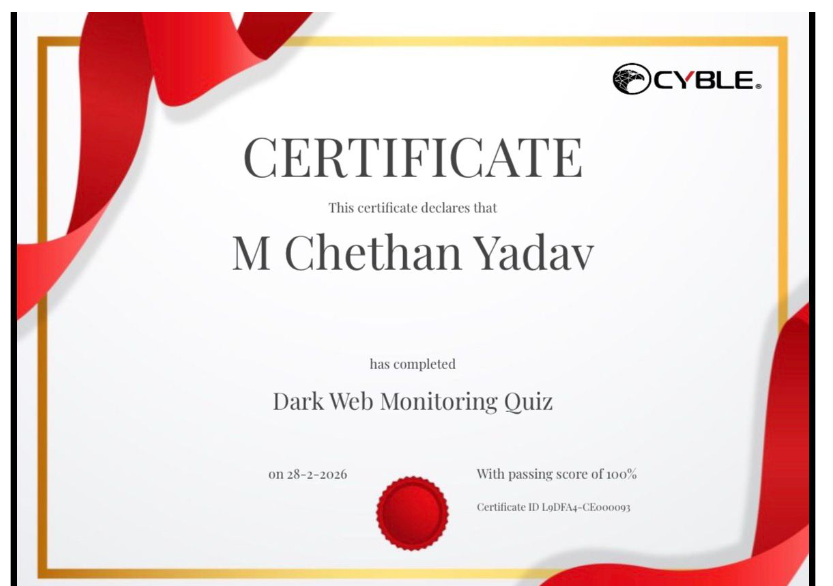 CYBLE®
CERTIFICATE
This certificate declares that
M Chethan Yadav
has completed
Dark Web Monitoring Quiz
on 28-2-2026
With passing score of 100%
Certificate ID L9DFA4-CE000093